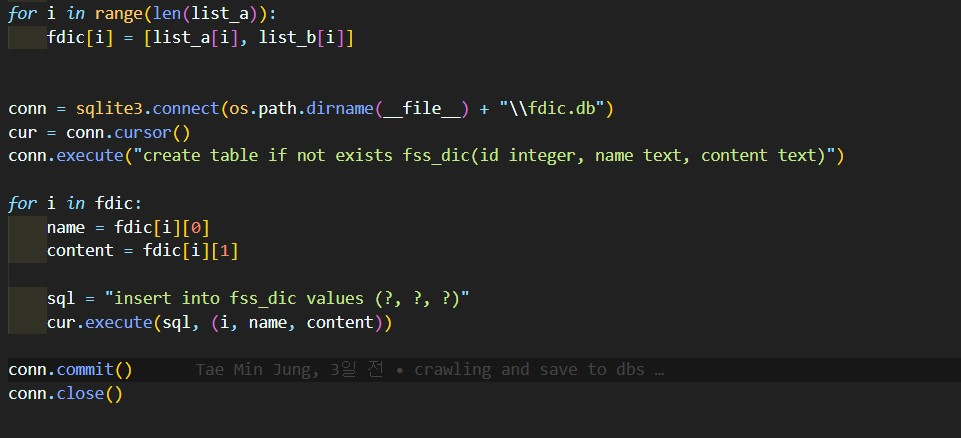 for i in range(len(list_a)):
    fdic[i] = [list_a[i], list_b[i]]
conn = sqlite3.connect(os.path.dirname(__file__) + "\\fdic.db")
cur = conn.cursor()
conn.execute("create table if not exists fss_dic(id integer, name text, content text)")
for i in fdic:
    name = fdic[i][0]
    content = fdic[i][1]
    sql = "insert into fss_dic values (?, ?, ?)"
    cur.execute(sql, (i, name, content))
conn.commit()     Tae Min Jung, 3일 전 • crawling and save to dbs …
conn.close()